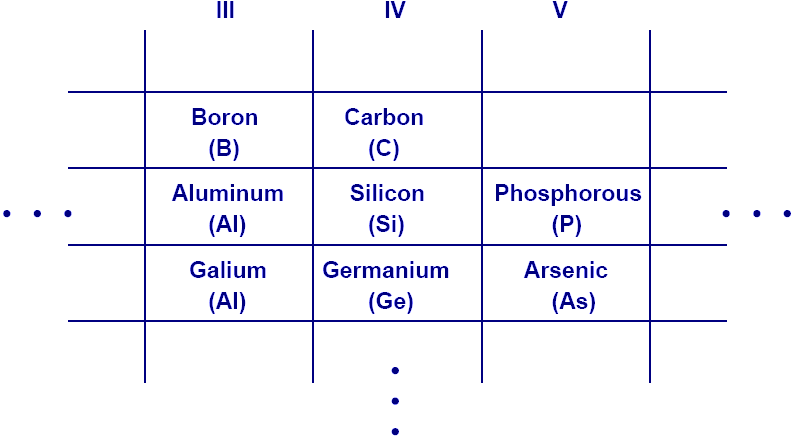 III IV V
Boron Carbon
(B) (C)
Aluminum Silicon Phosphorous
(Al) (Si) (P)
Galium Germanium Arsenic
(Al) (Ge) (As)